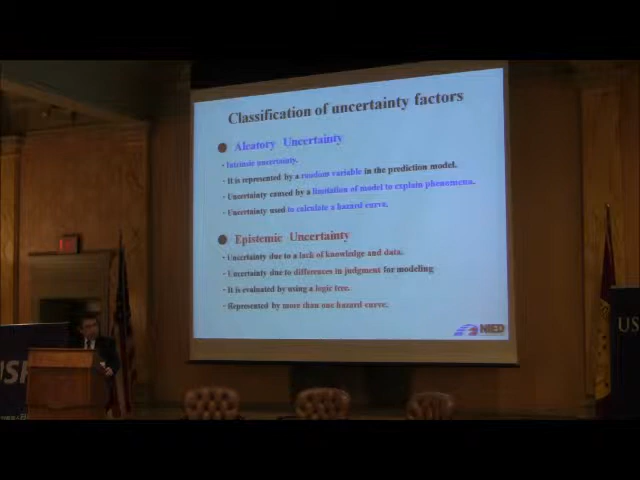 Classification of uncertainty factors
Aleatory Uncertainty
· Intrinsic uncertainty.
· It is represented by a random variable in the prediction model.
· Uncertainty caused by a limitation of model to explain phenomena.
· Uncertainty used to calculate a hazard curve.
Epistemic Uncertainty
· Uncertainty due to a lack of knowledge and data.
· Uncertainty due to differences in judgment for modeling
· It is evaluated by using a logic tree.
· Represented by more than one hazard curve.
NIED
US